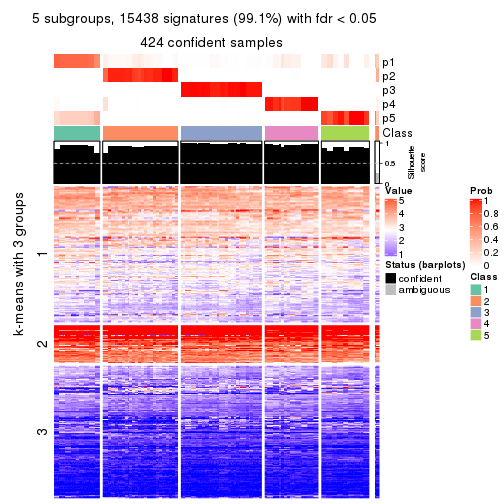 5 subgroups, 15438 signatures (99.1%) with fdr < 0.05
424 confident samples
p1
p2
p3
p4
p5
Class
1
0.5
0
Silhouette
score
k-means with 3 groups
1
2
3
Value
5
4
3
2
1
Status (barplots)
confident
ambiguous
Prob
1
0.8
0.6
0.4
0.2
0
Class
1
2
3
4
5